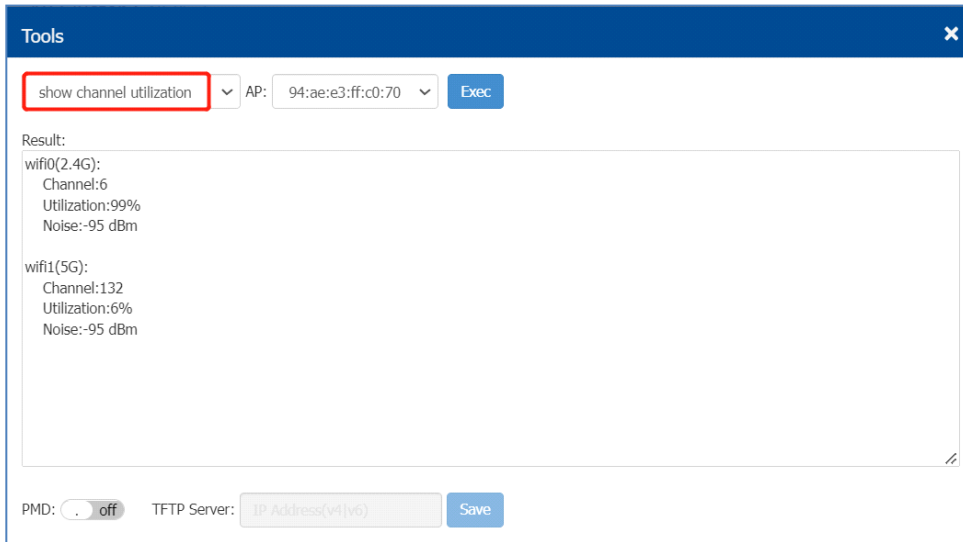 Tools
show channel utilization AP: 94:ae:e3:ff:c0:70 Exec
Result:
wifi0(2.4G):
Channel:6
Utilization:99%
Noise:-95 dBm
wifi1(5G):
Channel:132
Utilization:6%
Noise:-95 dBm
PMD: off TFTP Server: IP Address(v4|v6) Save